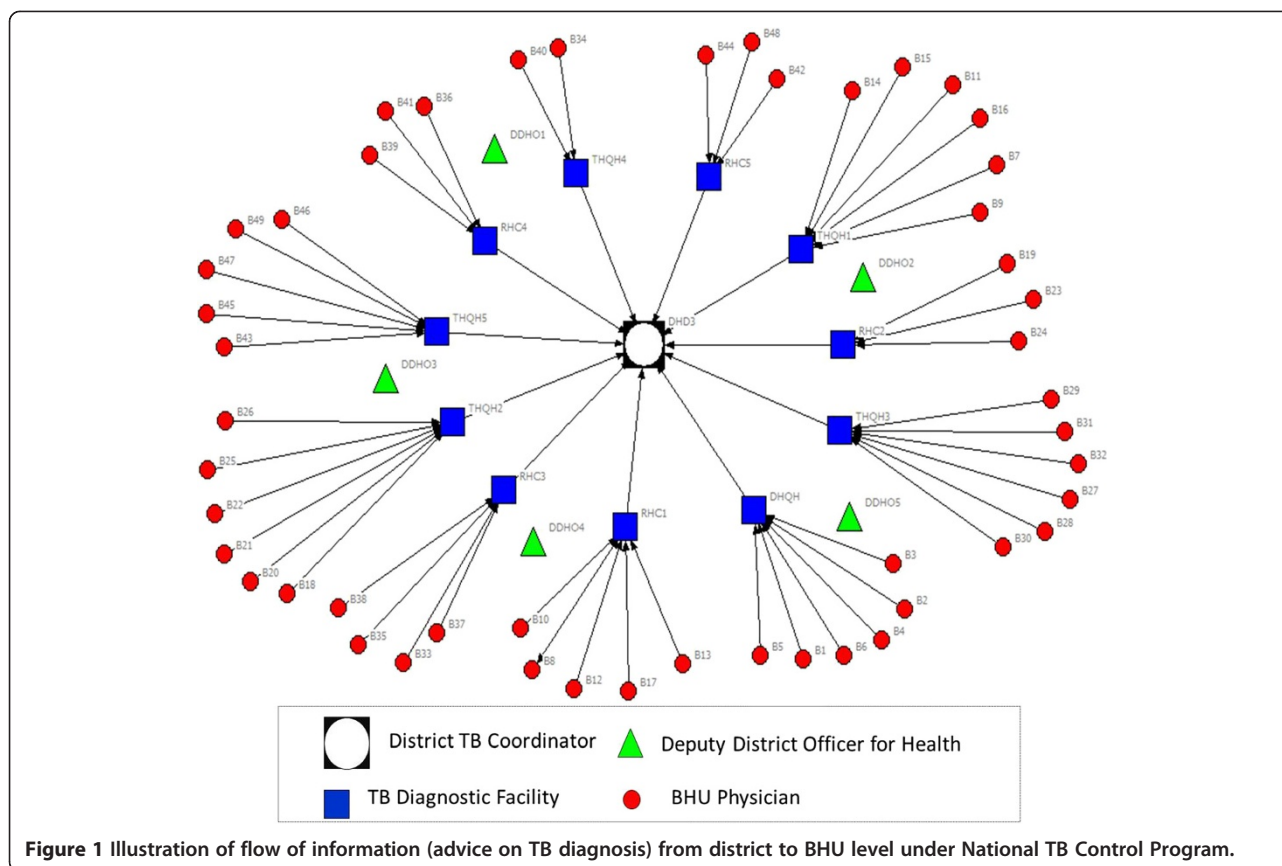 B34
B40
B48
B44
B42
B15
B14
B11
B16
B41
B36
B39
DDHO1
THQH4
RHC5
B7
B9
RHC4
THQH1
B46
B49
B47
B45
B43
THQH5
DDHO2
B19
B23
B24
DHD3
RHC2
DDHO3
THQH2
B26
B25
B22
B21
B20
B18
THQH3
B29
B31
B32
B27
B28
B30
RHC3
DDHO4
RHC1
DHQH
DDHO5
B38
B35
B33
B37
B10
B8
B12
B17
B13
B5
B1
B6
B4
B2
B3
District TB Coordinator
Deputy District Officer for Health
TB Diagnostic Facility
BHU Physician
Figure 1 Illustration of flow of information (advice on TB diagnosis) from district to BHU level under National TB Control Program.